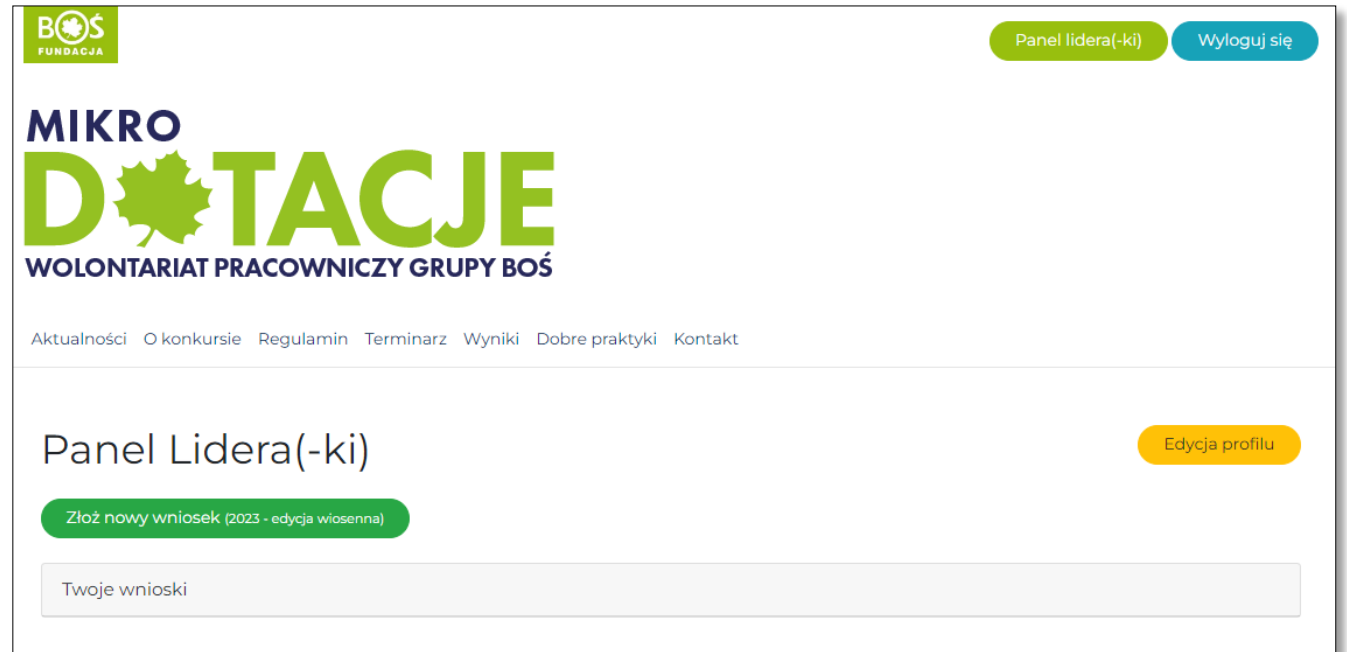 BOŚ
FUNDACJA
Panel lidera(-ki)
Wyloguj się
MIKRO
DOTACJE
WOLONTARIAT PRACOWNICZY GRUPY BOŚ
Aktualności O konkursie Regulamin Terminarz Wyniki Dobre praktyki Kontakt
Panel Lidera(-ki)
Edycja profilu
Złoż nowy wniosek (2023 - edycja wiosenna)
Twoje wnioski